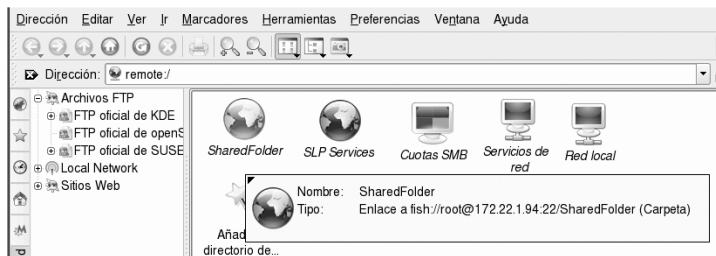 Dirección Editar Ver Ir Marcadores Herramientas Preferencias Ventana Ayuda
Dirección: remote:/
Archivos FTP
FTP oficial de KDE
FTP oficial de openS
FTP oficial de SUSE
Local Network
Sitios Web
SharedFolder
SLP Services
Cuotas SMB
Servicios de
red
Red local
Nombre: SharedFolder
Tipo: Enlace a fish://root@172.22.1.94:22/SharedFolder (Carpeta)
Añad
directorio de...